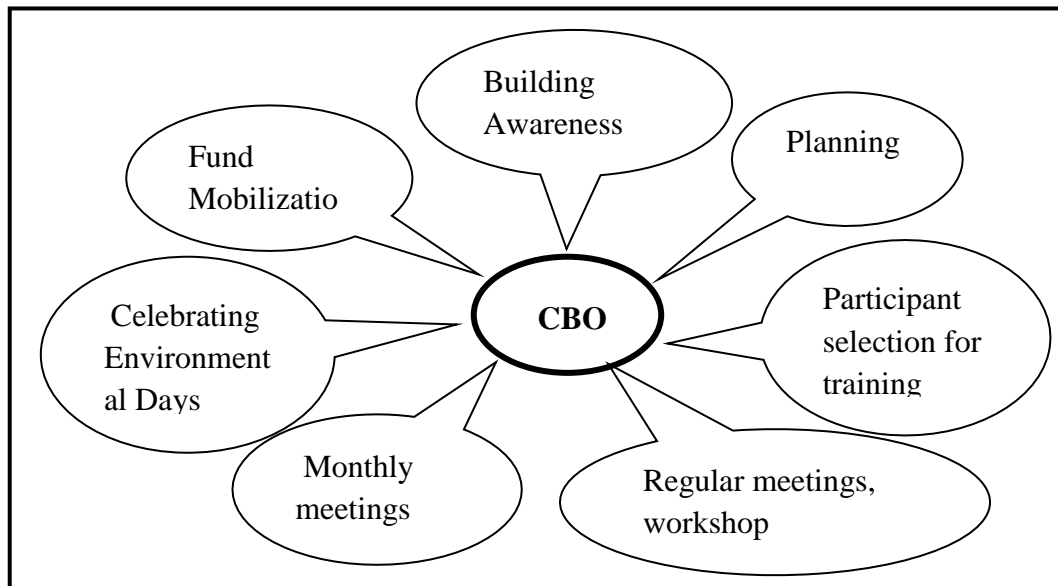 Building
Awareness
Planning
Fund
Mobilizatio
CBO
Participant
selection for
training
Celebrating
Environment
al Days
Monthly
meetings
Regular meetings,
workshop